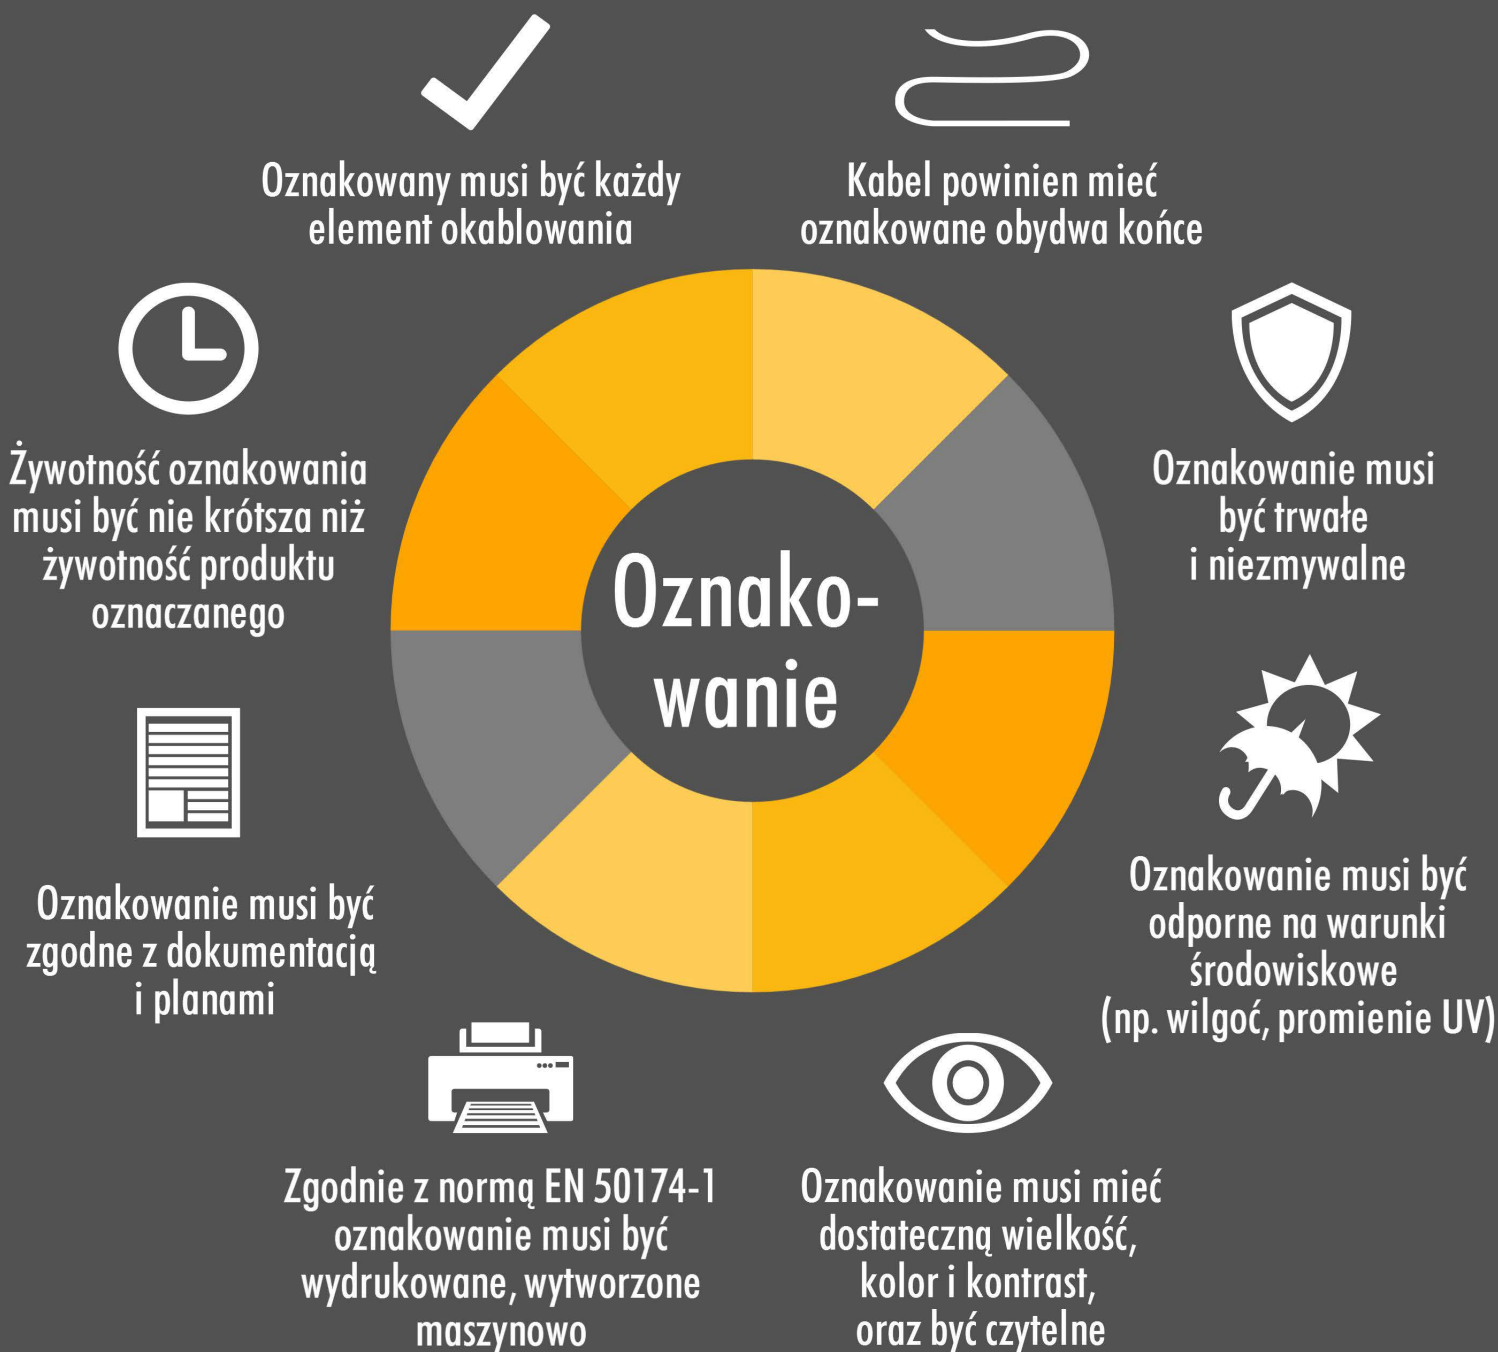 Oznakowany musi być każdy
element okablowania
Kabel powinien mieć
oznakowane obydwa końce
Żywotność oznakowania
musi być nie krótsza niż
żywotność produktu
oznaczanego
Oznakowanie musi
być trwałe
i niezmywalne
Oznako-
wanie
Oznakowanie musi być
zgodne z dokumentacją
i planami
Oznakowanie musi być
odporne na warunki
środowiskowe
(np. wilgoć, promienie UV)
Zgodnie z normą EN 50174-1
oznakowanie musi być
wydrukowane, wytworzone
maszynowo
Oznakowanie musi mieć
dostateczną wielkość,
kolor i kontrast,
oraz być czytelne